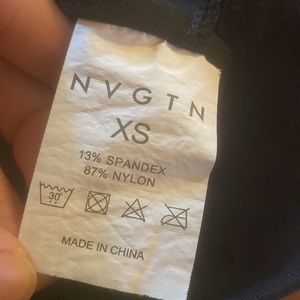 NVGTN
XS
13% SPANDEX
87% NYLON
30
MADE IN CHINA